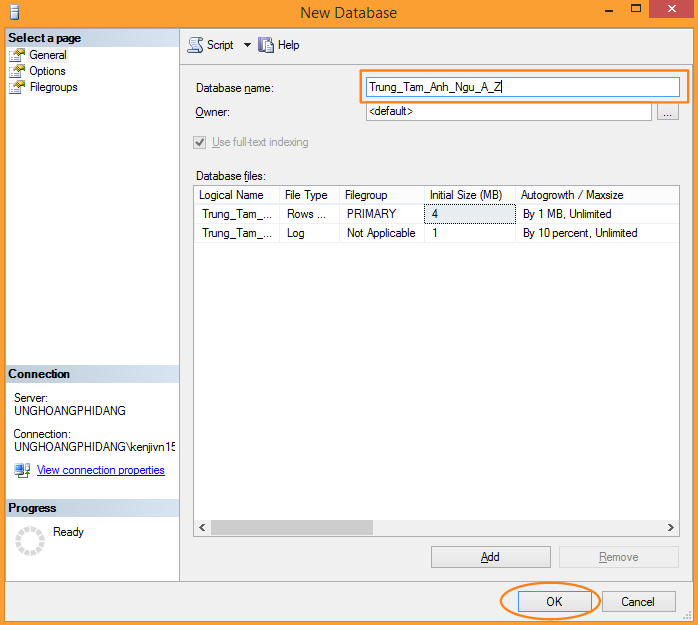 New Database
Select a page
General
Options
Filegroups
Script
Help
Database name:
Trung_Tam_Anh_Ngu_A_Z
Owner:
<default>
...
Use full-text indexing
Database files:
Logical Name File Type Filegroup Initial Size (MB) Autogrowth / Maxsize
Trung_Tam_... Rows ... PRIMARY 4 By 1 MB, Unlimited
Trung_Tam_... Log Not Applicable 1 By 10 percent, Unlimited
Connection
Server:
UNGHOANGPHIDANG
Connection:
UNGHOANGPHIDANG\kenjivn15
View connection properties
Progress
Ready
Add
Remove
OK
Cancel